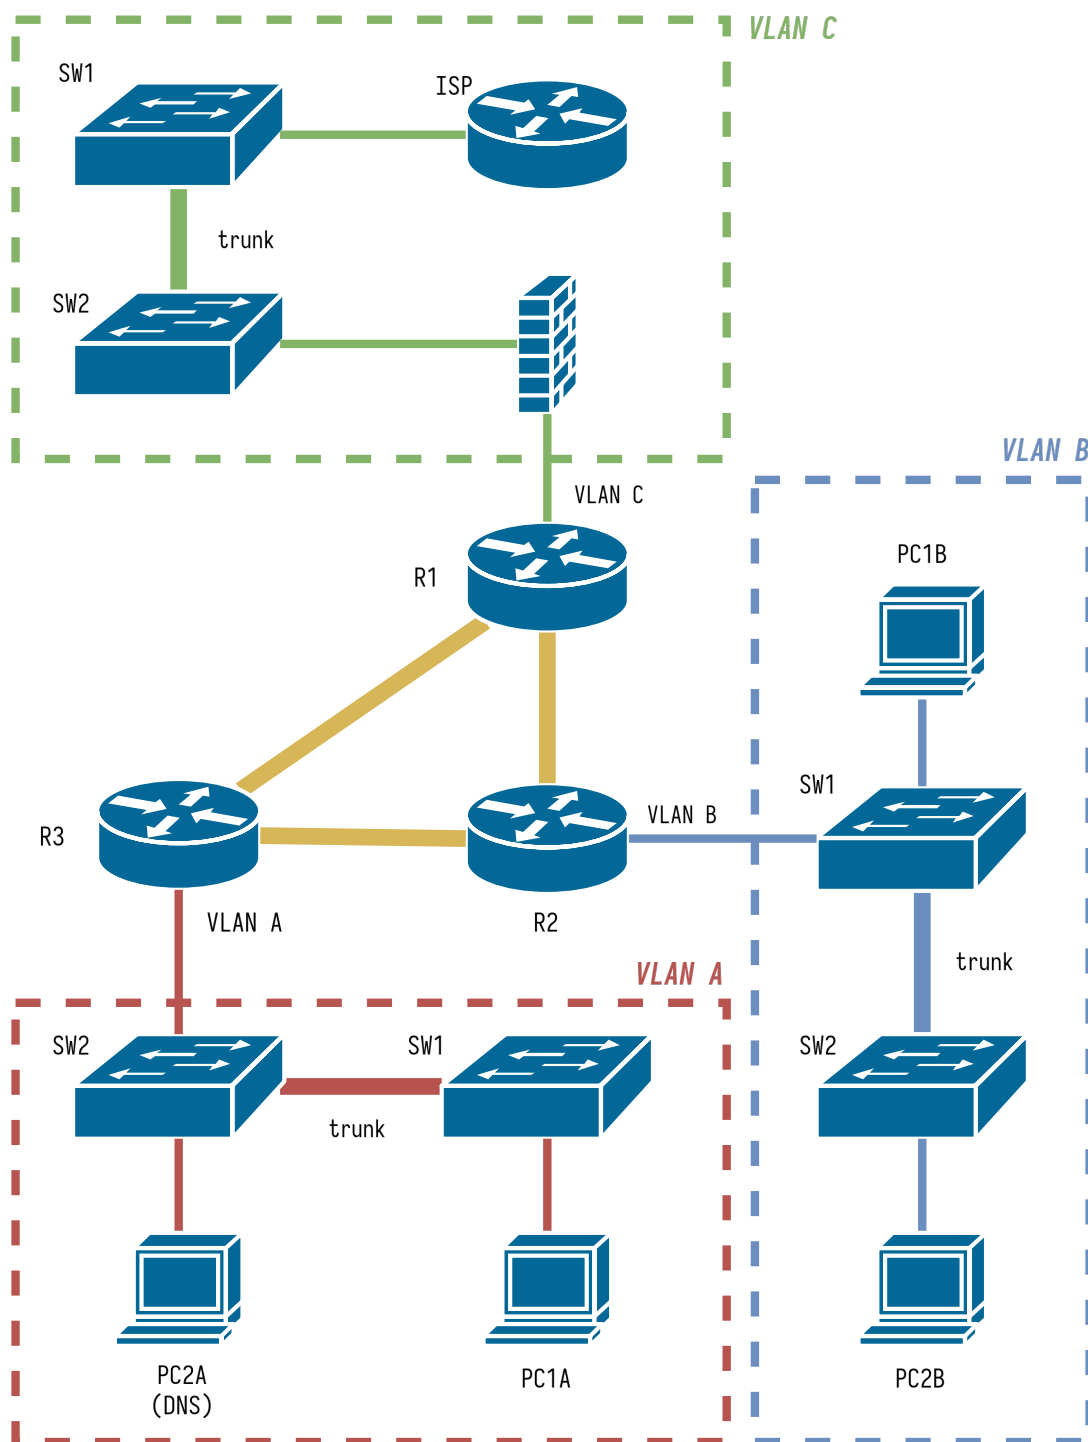 VLAN C
SW1
ISP
trunk
SW2
VLAN C
R1
VLAN B
PC1B
SW1
VLAN B
R3
R2
VLAN A
trunk
VLAN A
SW2
SW1
SW2
trunk
PC2A
(DNS)
PC1A
PC2B